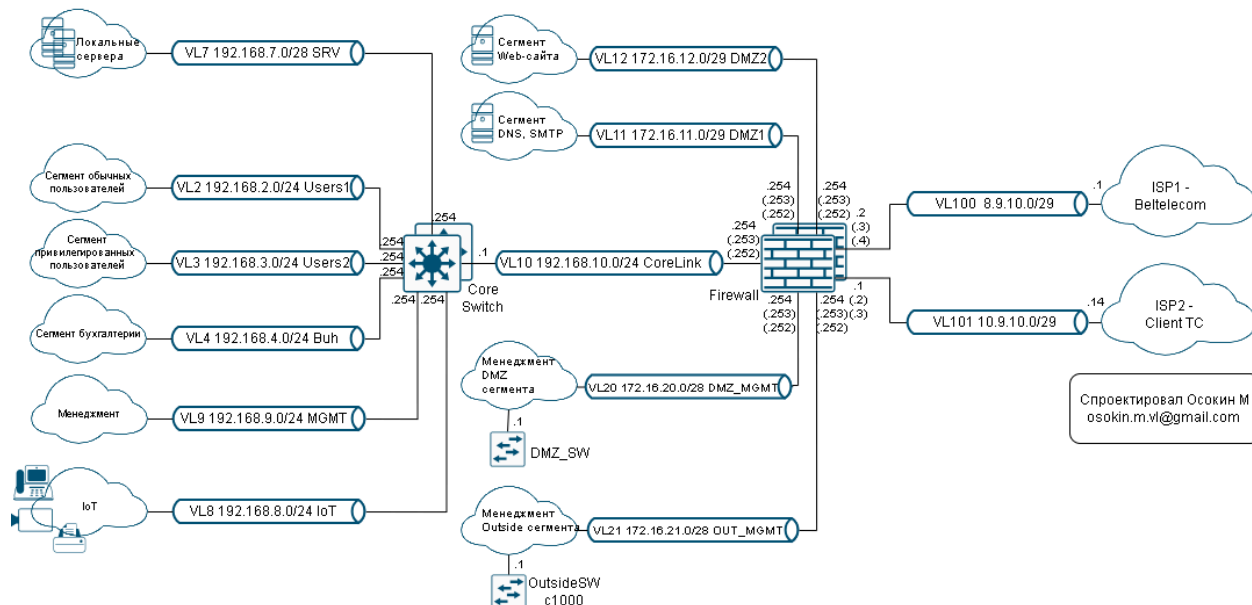 Локальные
сервера
VL7 192.168.7.0/28 SRV
Сегмент
Web-сайта
VL12 172.16.12.0/29 DMZ2
Сегмент
DNS, SMTP
VL11 172.16.11.0/29 DMZ1
Сегмент обычных
пользователей
VL2 192.168.2.0/24 Users1
Сегмент
привилегированных
пользователей
VL3 192.168.3.0/24 Users2
Сегмент бухгалтерии
VL4 192.168.4.0/24 Buh
Менеджмент
VL9 192.168.9.0/24 MGMT
IoT
VL8 192.168.8.0/24 IoT
.254
.254
.254
.254
.254
.254
Core
Switch
.1
VL10 192.168.10.0/24 CoreLink
.254
(.253)
(.252)
Firewall
.254
(.253)
(.252)
.254
(.253)
(.252)
.2
(.3)
(.4)
.254
(.253)
(.252)
.254
(.253)
(.252)
.1
(.2)
(.3)
VL100 8.9.10.0/29
.1
ISP1 -
Beltelecom
VL101 10.9.10.0/29
.14
ISP2 -
Client TC
Менеджмент
DMZ
сегмента
VL20 172.16.20.0/28 DMZ_MGMT
.1
DMZ_SW
Менеджмент
Outside сегмента
VL21 172.16.21.0/28 OUT_MGMT
.1
OutsideSW
c1000
Спроектировал Осокин М
osokin.m.vl@gmail.com